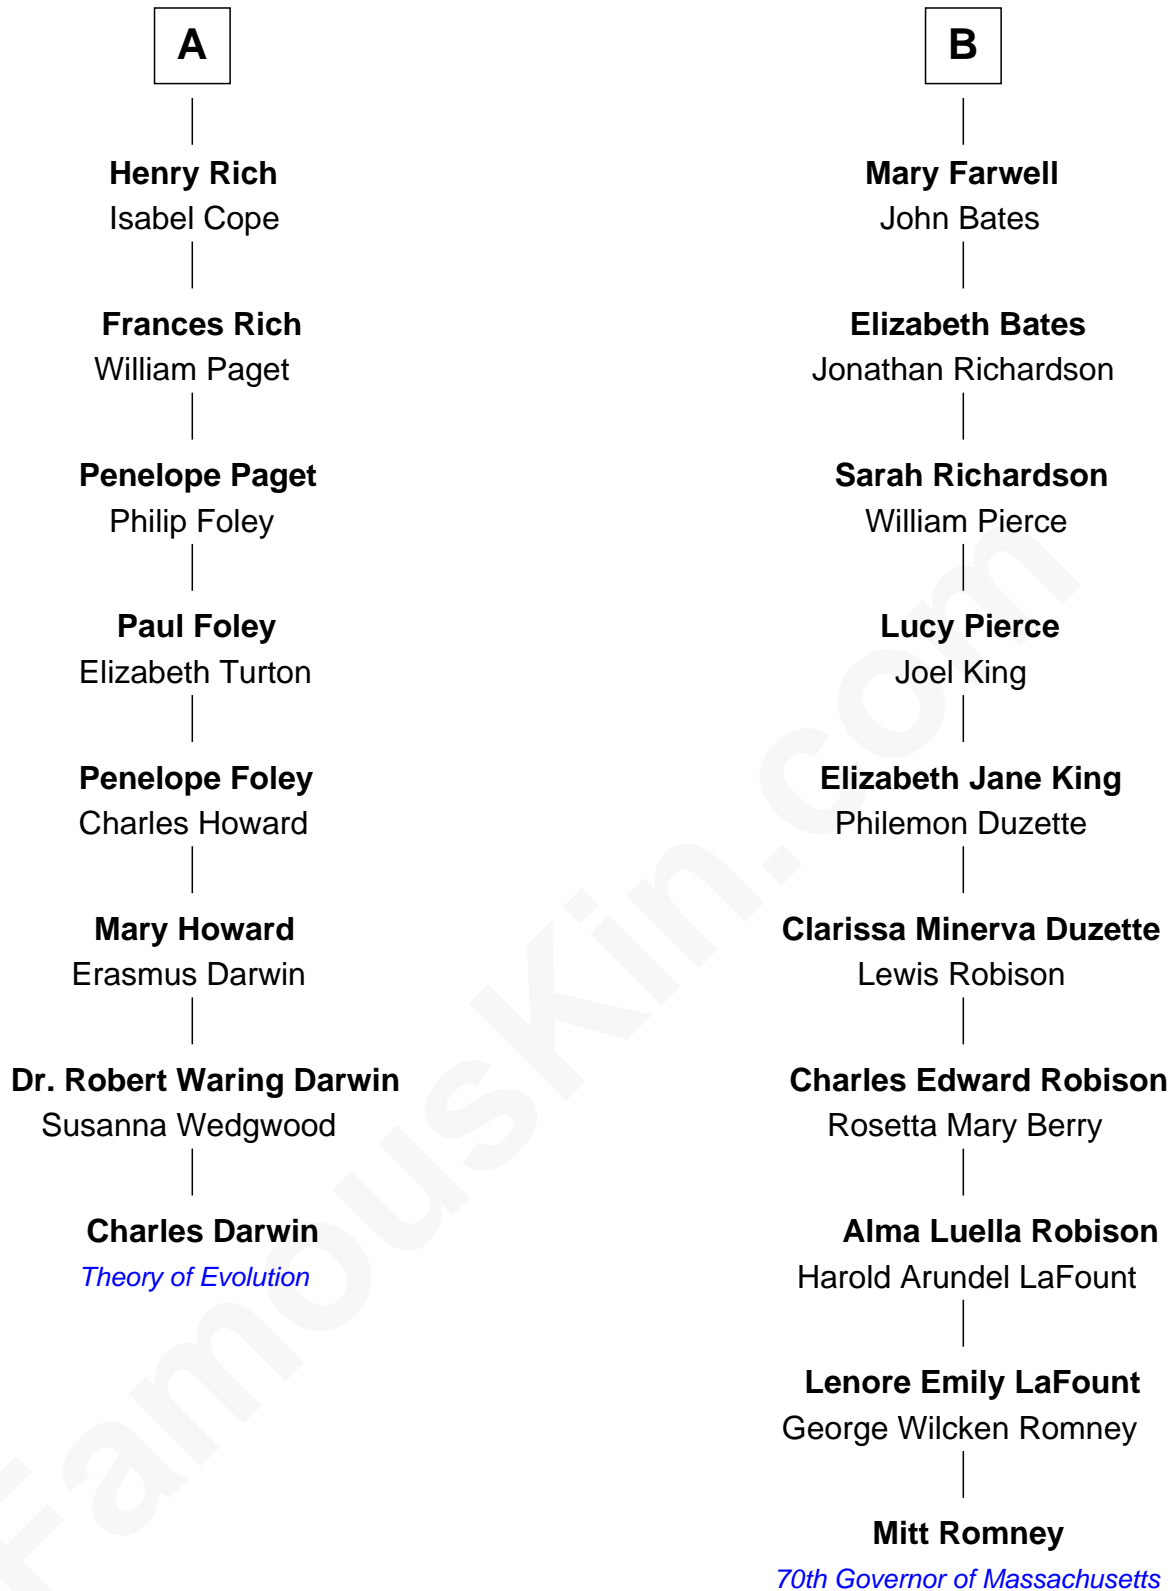 A
Henry Rich
Isabel Cope
Frances Rich
William Paget
Penelope Paget
Philip Foley
Paul Foley
Elizabeth Turton
Penelope Foley
Charles Howard
Mary Howard
Erasmus Darwin
Dr. Robert Waring Darwin
Susanna Wedgwood
Charles Darwin
Theory of Evolution
B
Mary Farwell
John Bates
Elizabeth Bates
Jonathan Richardson
Sarah Richardson
William Pierce
Lucy Pierce
Joel King
Elizabeth Jane King
Philemon Duzette
Clarissa Minerva Duzette
Lewis Robison
Charles Edward Robison
Rosetta Mary Berry
Alma Luella Robison
Harold Arundel LaFount
Lenore Emily LaFount
George Wilcken Romney
Mitt Romney
70th Governor of Massachusetts
FamousKin.com